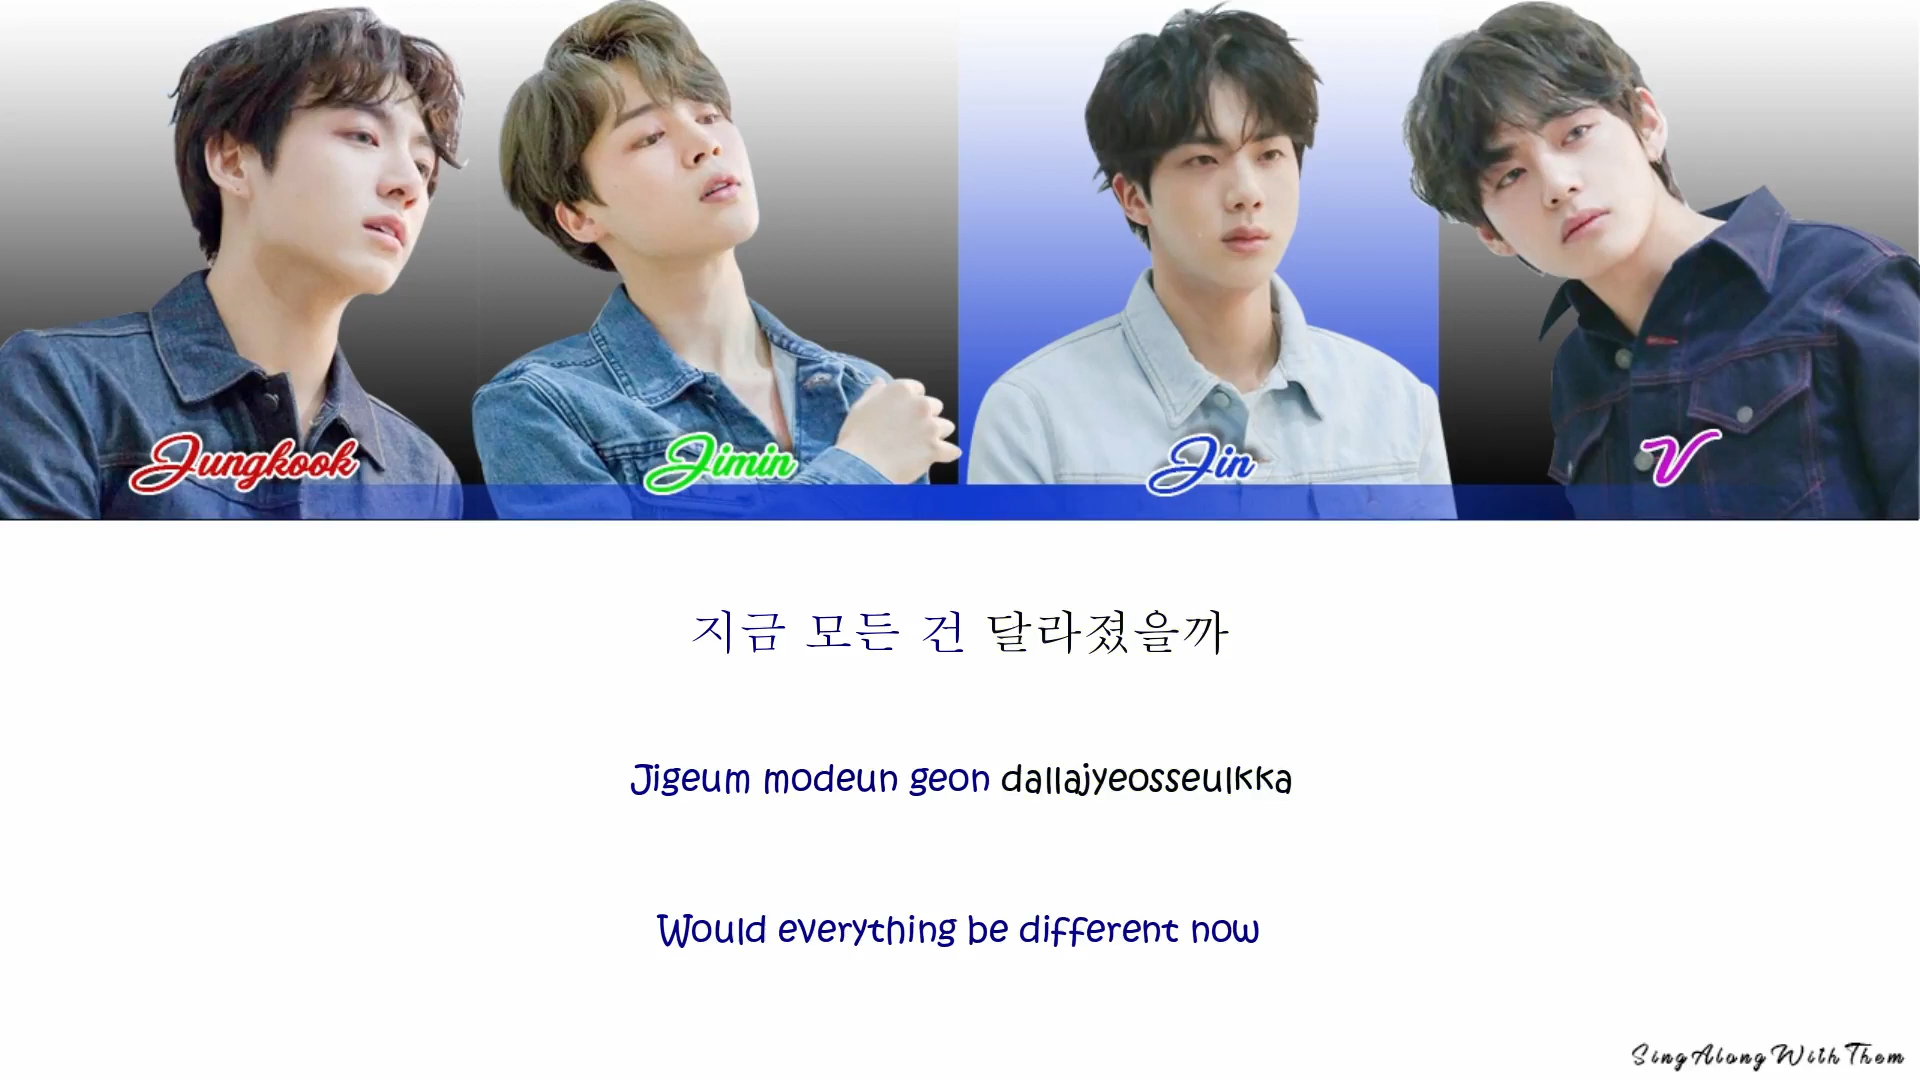 Jungkook
Jimin
Jin
V
지금 모든 건 달라졌을까
Jigeum modeun geon dallajyeosseulkka
Would everything be different now
SingAlongWithThem